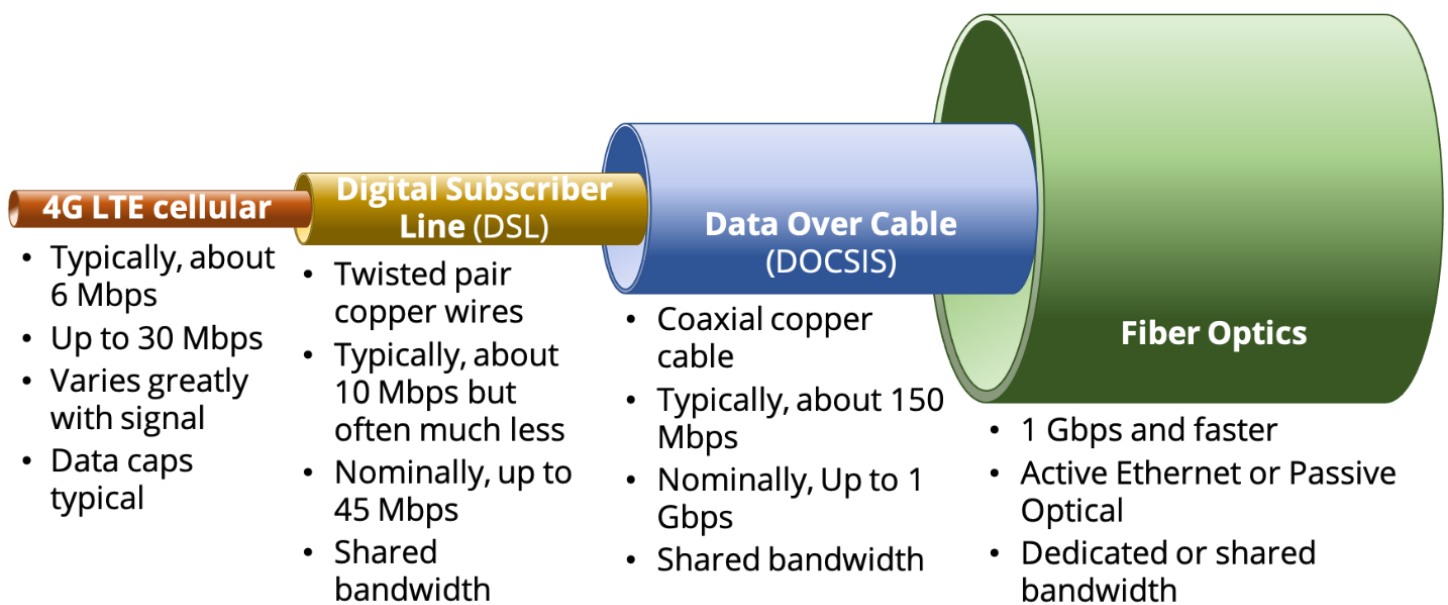 4G LTE cellular
• Typically, about
6 Mbps
• Up to 30 Mbps
• Varies greatly
with signal
• Data caps
typical
Digital Subscriber
Line (DSL)
• Twisted pair
copper wires
• Typically, about
10 Mbps but
often much less
• Nominally, up to
45 Mbps
• Shared
bandwidth
Data Over Cable
(DOCSIS)
• Coaxial copper
cable
• Typically, about 150
Mbps
• Nominally, Up to 1
Gbps
• Shared bandwidth
Fiber Optics
• 1 Gbps and faster
• Active Ethernet or Passive
Optical
• Dedicated or shared
bandwidth